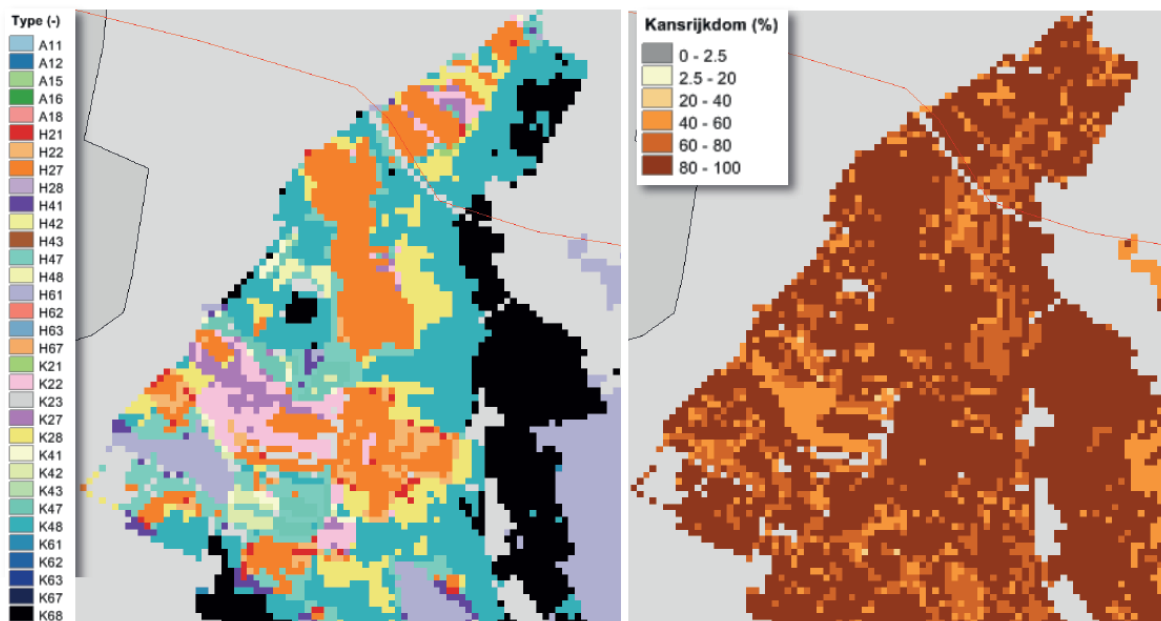 Type (-)
A11
A12
A15
A16
A18
H21
H22
H27
H28
H41
H42
H43
H47
H48
H61
H62
H63
H67
K21
K22
K23
K27
K28
K41
K42
K43
K47
K48
K61
K62
K63
K67
K68
Kansrijkdom (%)
0 - 2.5
2.5 - 20
20 - 40
40 - 60
60 - 80
80 - 100